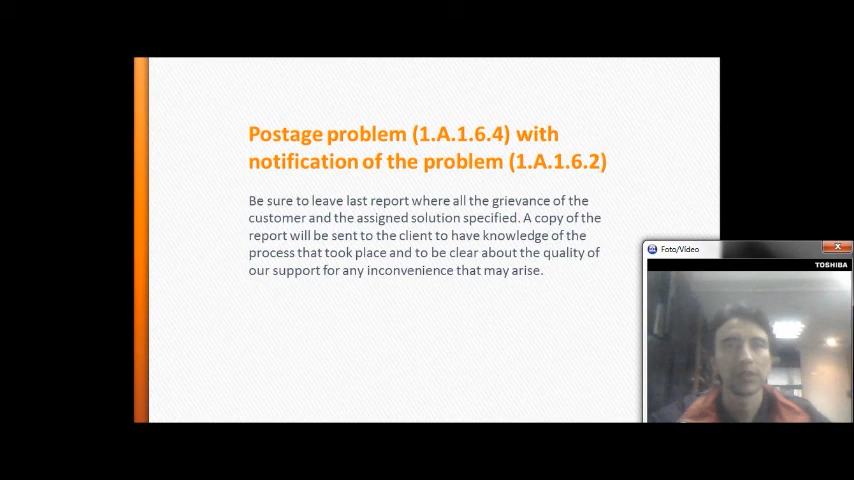 Postage problem (1.A.1.6.4) with
notification of the problem (1.A.1.6.2)
Be sure to leave last report where all the grievance of the
customer and the assigned solution specified. A copy of the
report will be sent to the client to have knowledge of the
process that took place and to be clear about the quality of
our support for any inconvenience that may arise.
Foto/Vídeo
TOSHIBA